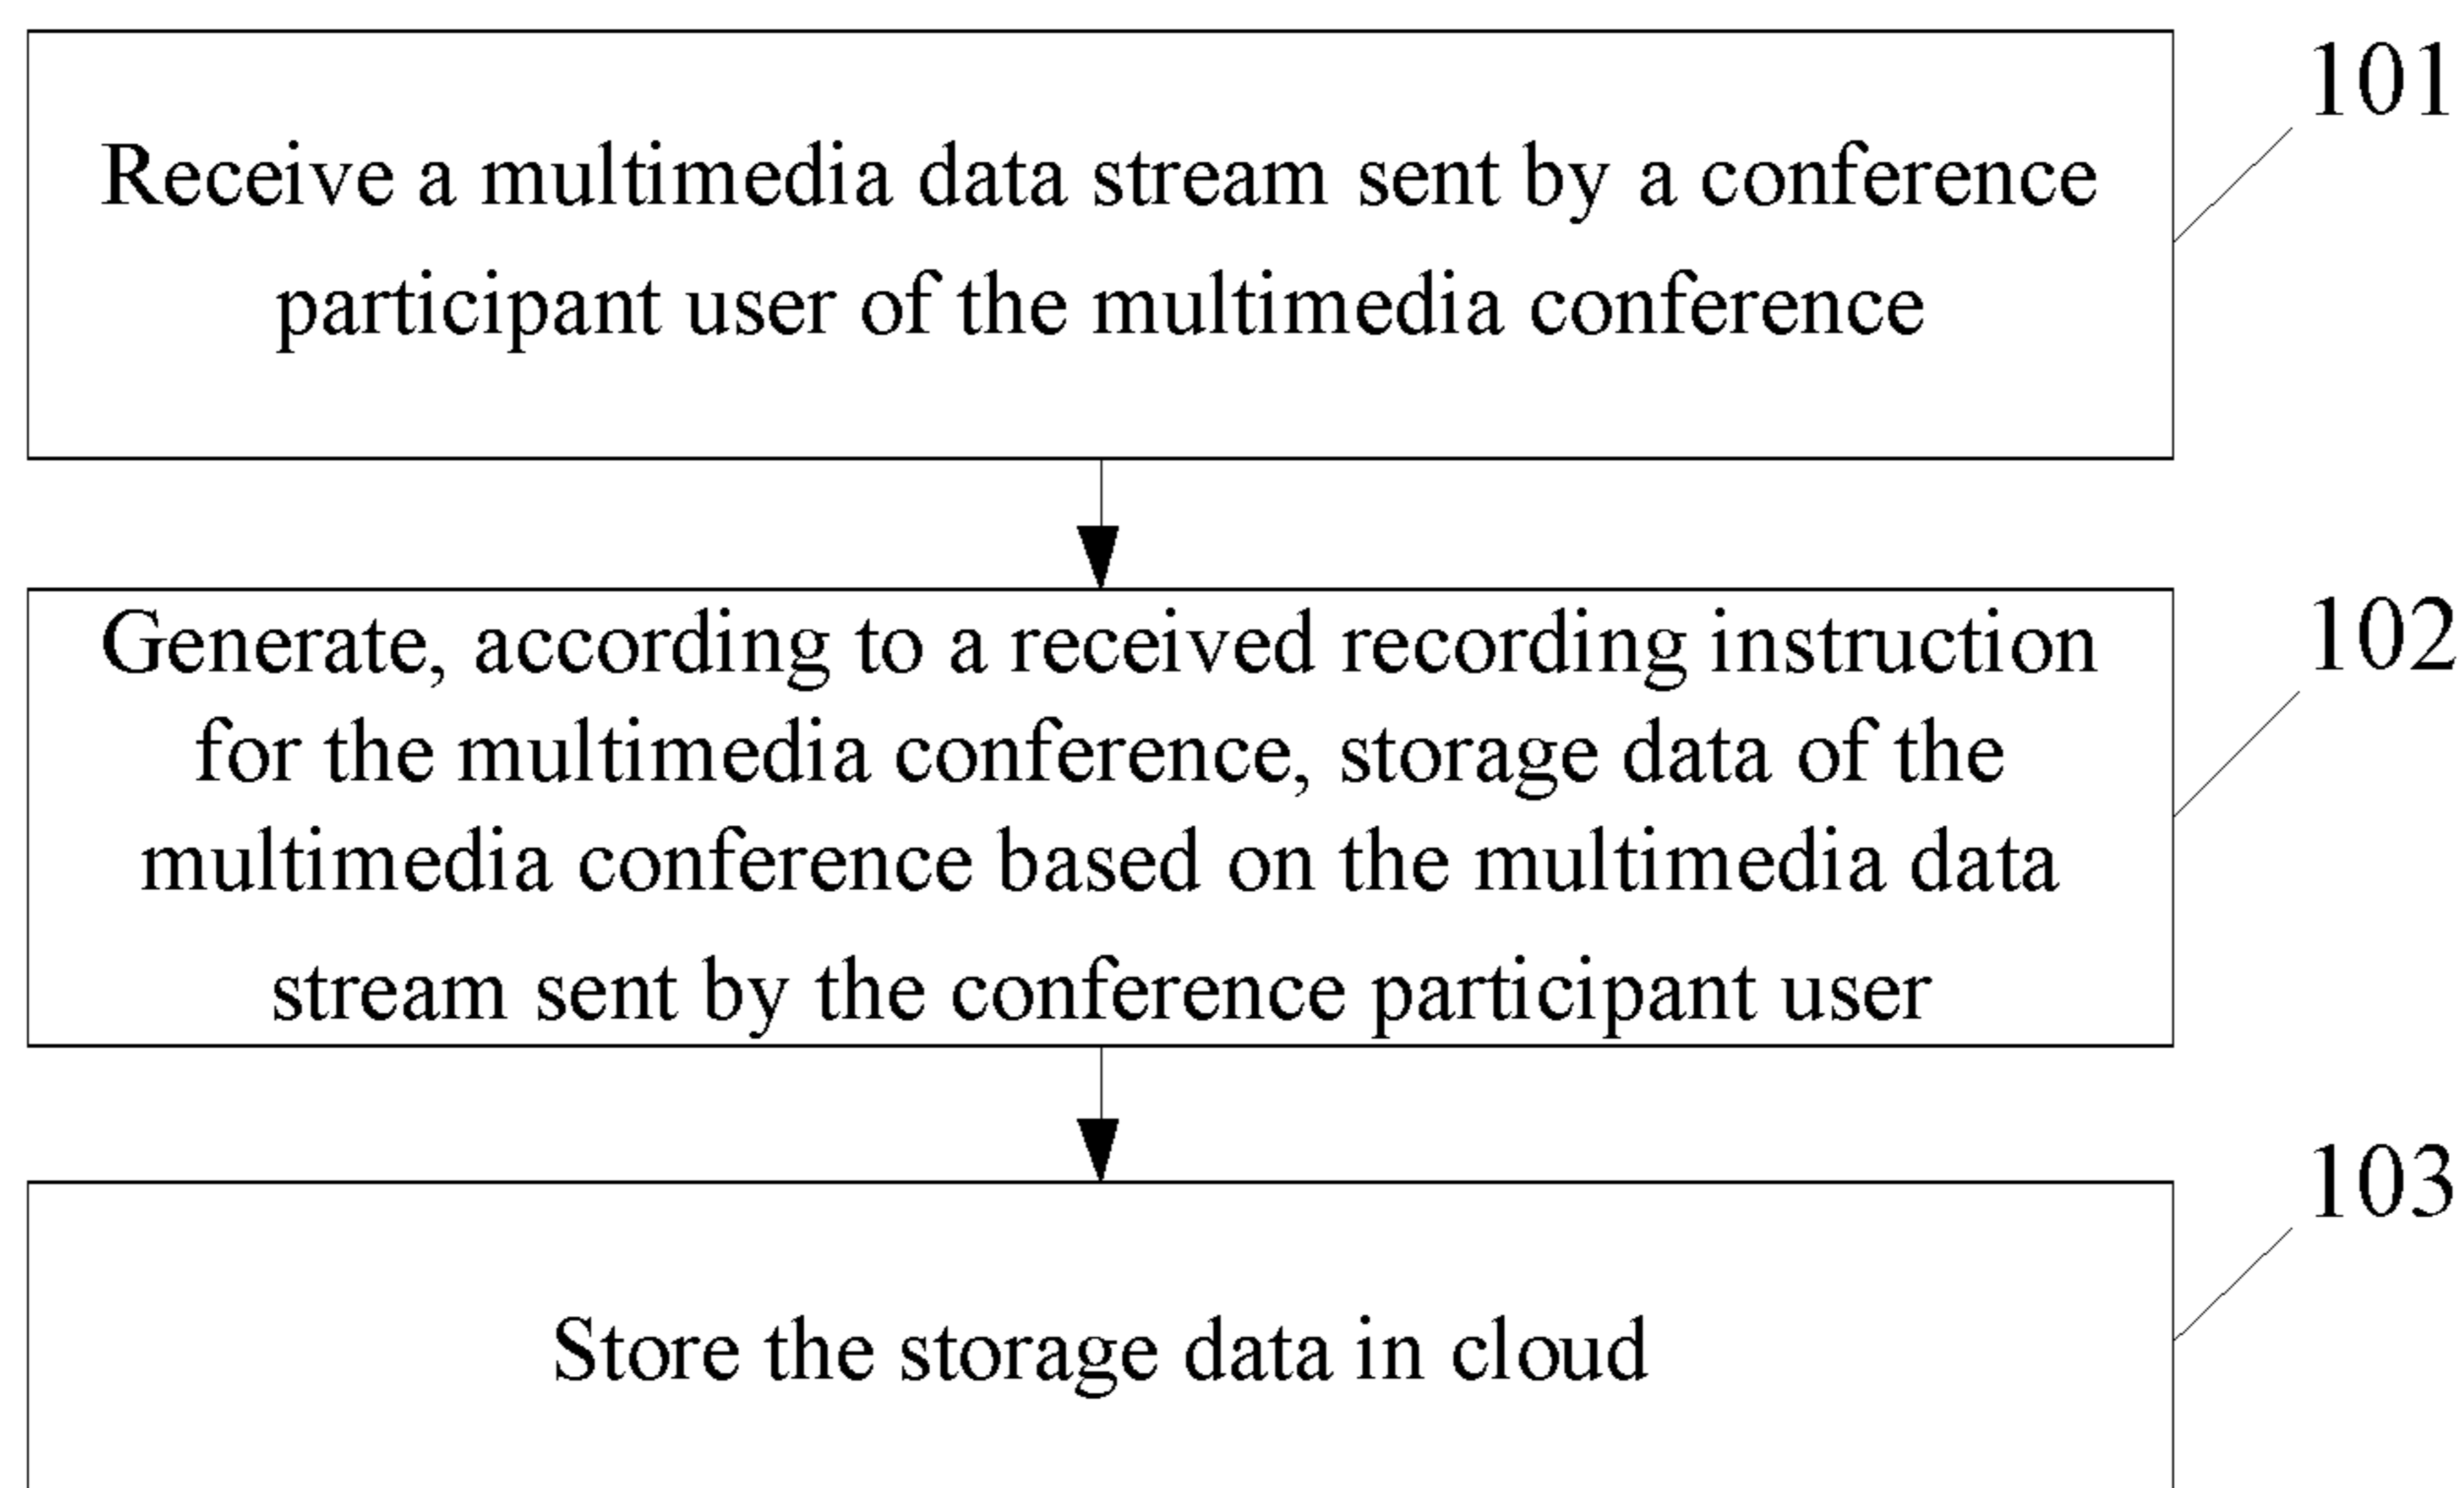 101
Receive a multimedia data stream sent by a conference
participant user of the multimedia conference
102
Generate, according to a received recording instruction
for the multimedia conference, storage data of the
multimedia conference based on the multimedia data
stream sent by the conference participant user
103
Store the storage data in cloud